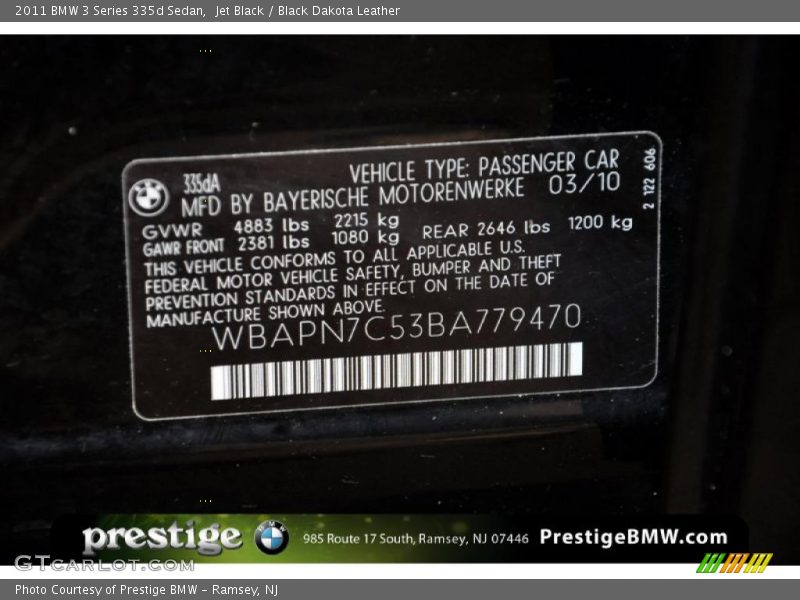 2011 BMW 3 Series 335d Sedan,  Jet Black / Black Dakota Leather
335dA
VEHICLE TYPE: PASSENGER CAR
MFD BY BAYERISCHE MOTORENWERKE 03/10
GVWR 4883 lbs 2215 kg
GAWR FRONT 2381 lbs 1080 kg REAR 2646 lbs 1200 kg
THIS VEHICLE CONFORMS TO ALL APPLICABLE U.S.
FEDERAL MOTOR VEHICLE SAFETY, BUMPER AND THEFT
PREVENTION STANDARDS IN EFFECT ON THE DATE OF
MANUFACTURE SHOWN ABOVE.
WBAPN7C53BA779470
2 122 606
prestige BMW 985 Route 17 South, Ramsey, NJ 07446 PrestigeBMW.com
GTCARLOT.COM
Photo Courtesy of Prestige BMW – Ramsey, NJ